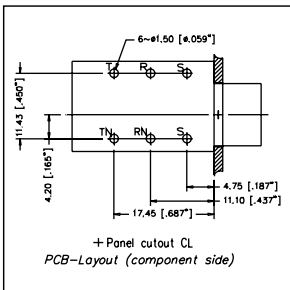 6~ø1.50 [ø.059"]
T R S
11.43 [.450"]
4.20 [.165"]
TN RN S
4.75 [.187"]
11.10 [.437"]
17.45 [.687"]
+ Panel cutout CL
PCB-Layout (component side)